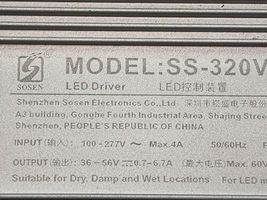 SOSEN
MODEL:SS-320V
LED Driver LED控制装置
Shenzhen Sosen Electronics Co.,Ltd 深圳市崧盛电子股份
A3 building, Gongbe Fourth Industrial Area, Shajing Street
Shenzhen, PEOPLE'S REPUBLIC OF CHINA
INPUT(输入): 100-277V~ Max.4A 50/60Hz
OUTPUT(输出): 36-56V⎓0.7-6.7A (最大电压) Max.60V
Suitable for Dry, Damp and Wet Locations For LED